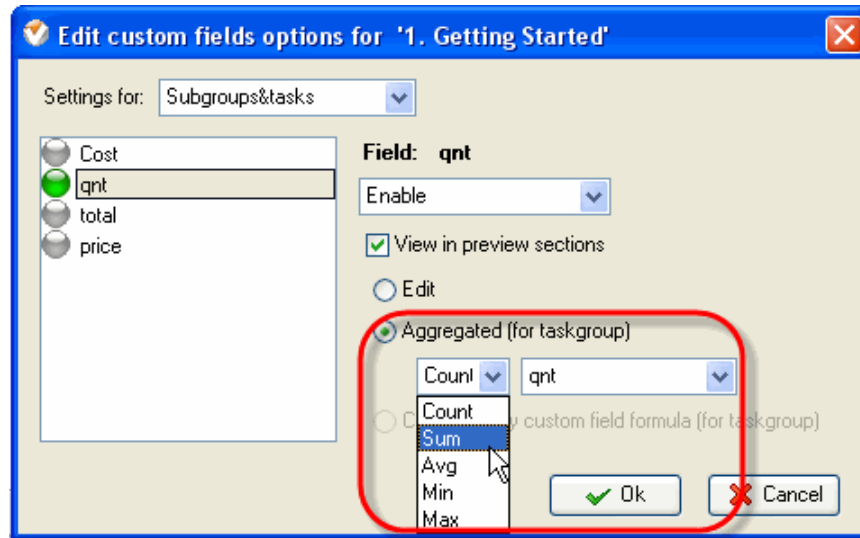 Edit custom fields options for '1. Getting Started'
Settings for: Subgroups&tasks
Cost
qnt
total
price
Field: qnt
Enable
View in preview sections
Edit
Aggregated (for taskgroup)
Count qnt
Count
Sum
Avg
Min
Max
custom field formula (for taskgroup)
Ok
Cancel